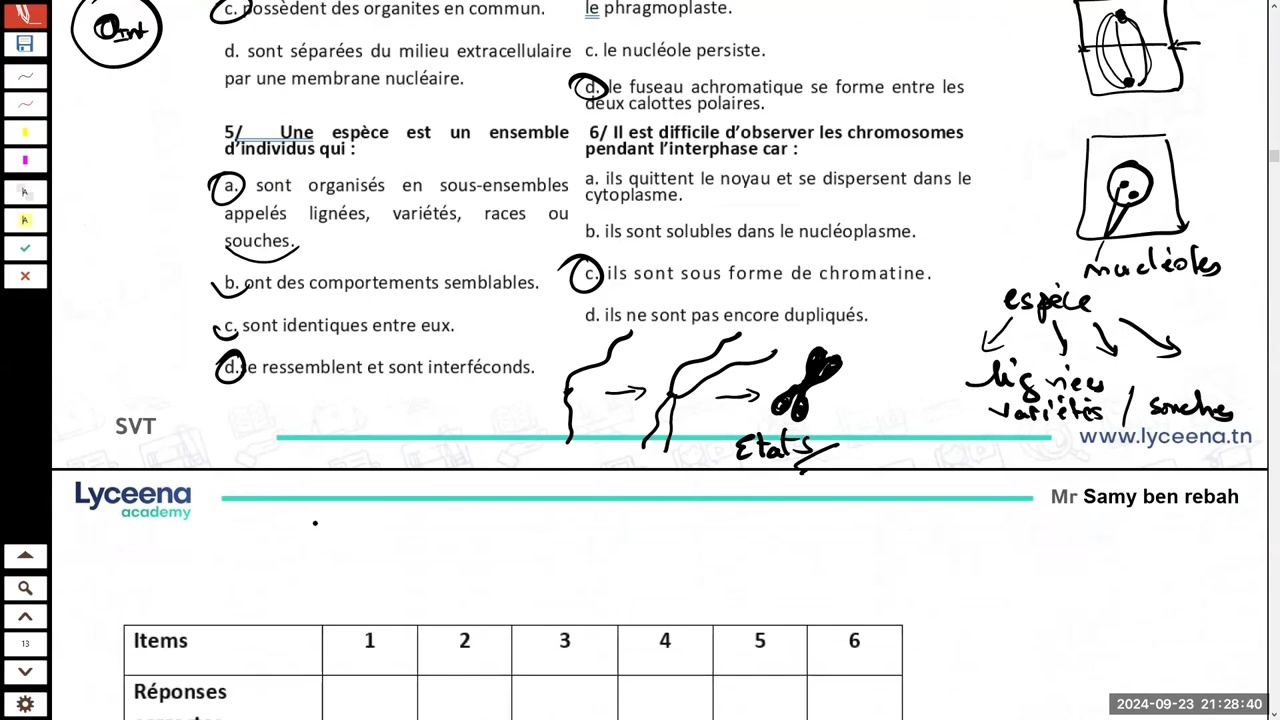 c. possèdent des organites en commun.
d. sont séparées du milieu extracellulaire
par une membrane nucléaire.
5/ Une espèce est un ensemble
d'individus qui :
a. sont organisés en sous-ensembles
appelés lignées, variétés, races ou
souches.
b. ont des comportements semblables.
c. sont identiques entre eux.
d. se ressemblent et sont interféconds.
le phragmoplaste.
c. le nucléole persiste.
d. le fuseau achromatique se forme entre les
deux calottes polaires.
6/ Il est difficile d'observer les chromosomes
pendant l'interphase car :
a. ils quittent le noyau et se dispersent dans le
cytoplasme.
b. ils sont solubles dans le nucléoplasme.
c. ils sont sous forme de chromatine.
d. ils ne sont pas encore dupliqués.
nucléoles
espèce
lignées
variétés / souches
Etats
SVT
www.lyceena.tn
Lyceena
academy
Mr Samy ben rebah
Items 1 2 3 4 5 6
Réponses
13
2024-09-23 21:28:40